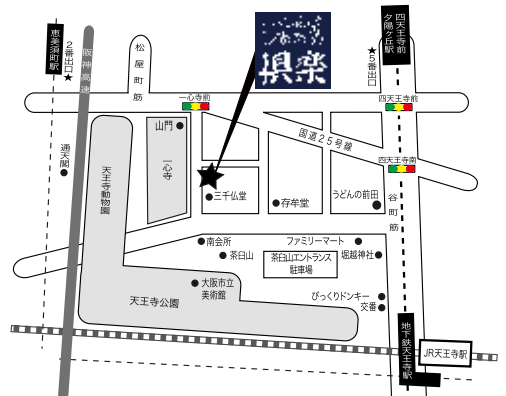 恵美須町駅
2番出口★
阪神高速
松屋町筋
倶楽
四天王寺前
夕陽ヶ丘駅
★5番出口
一心寺前
四天王寺前
国道25号線
四天王寺南
山門
一心寺
通天閣
天王寺動物園
三千仏堂
存牟堂
うどんの前田
谷町筋
南会所
茶臼山
ファミリーマート
堀越神社
茶臼山エントランス
駐車場
大阪市立
美術館
天王寺公園
びっくりドンキー
交番
地下鉄天王寺駅
JR天王寺駅